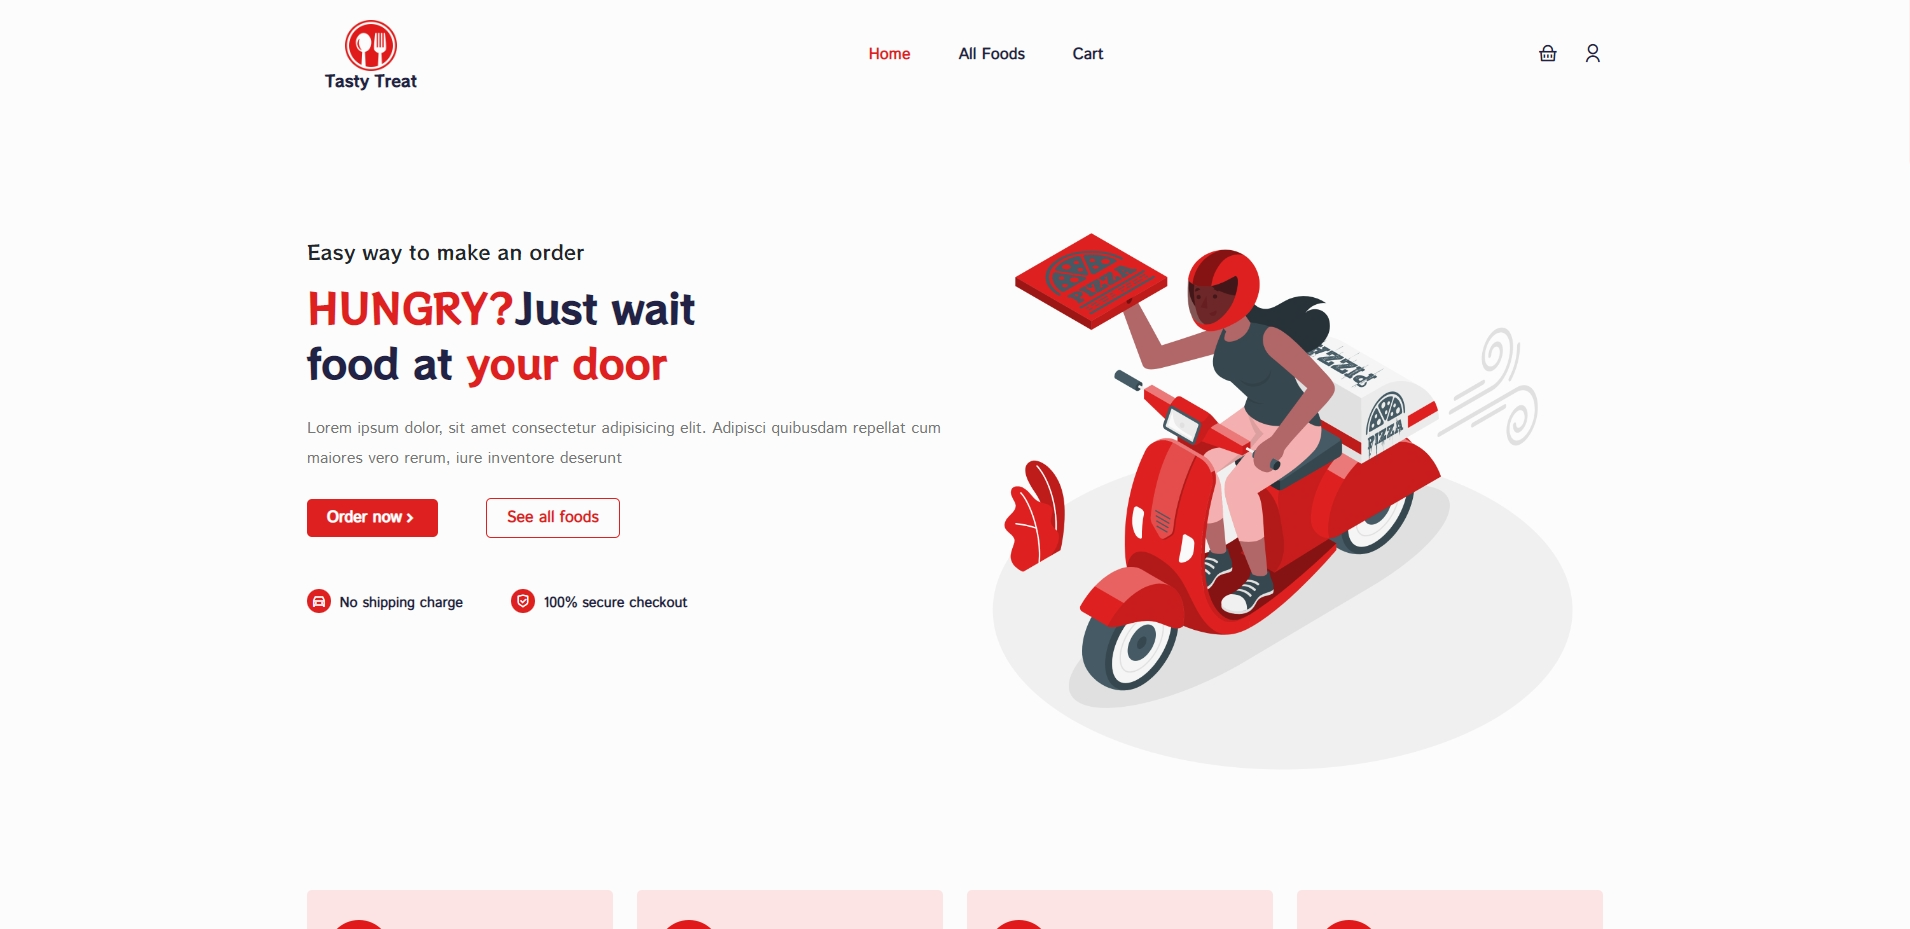 Tasty Treat
Home
All Foods
Cart
Easy way to make an order
HUNGRY?Just wait
food at your door
Lorem ipsum dolor, sit amet consectetur adipisicing elit. Adipisci quibusdam repellat cum
maiores vero rerum, iure inventore deserunt
Order now >
See all foods
No shipping charge
100% secure checkout
PIZZA
PIZZA
PIZZA